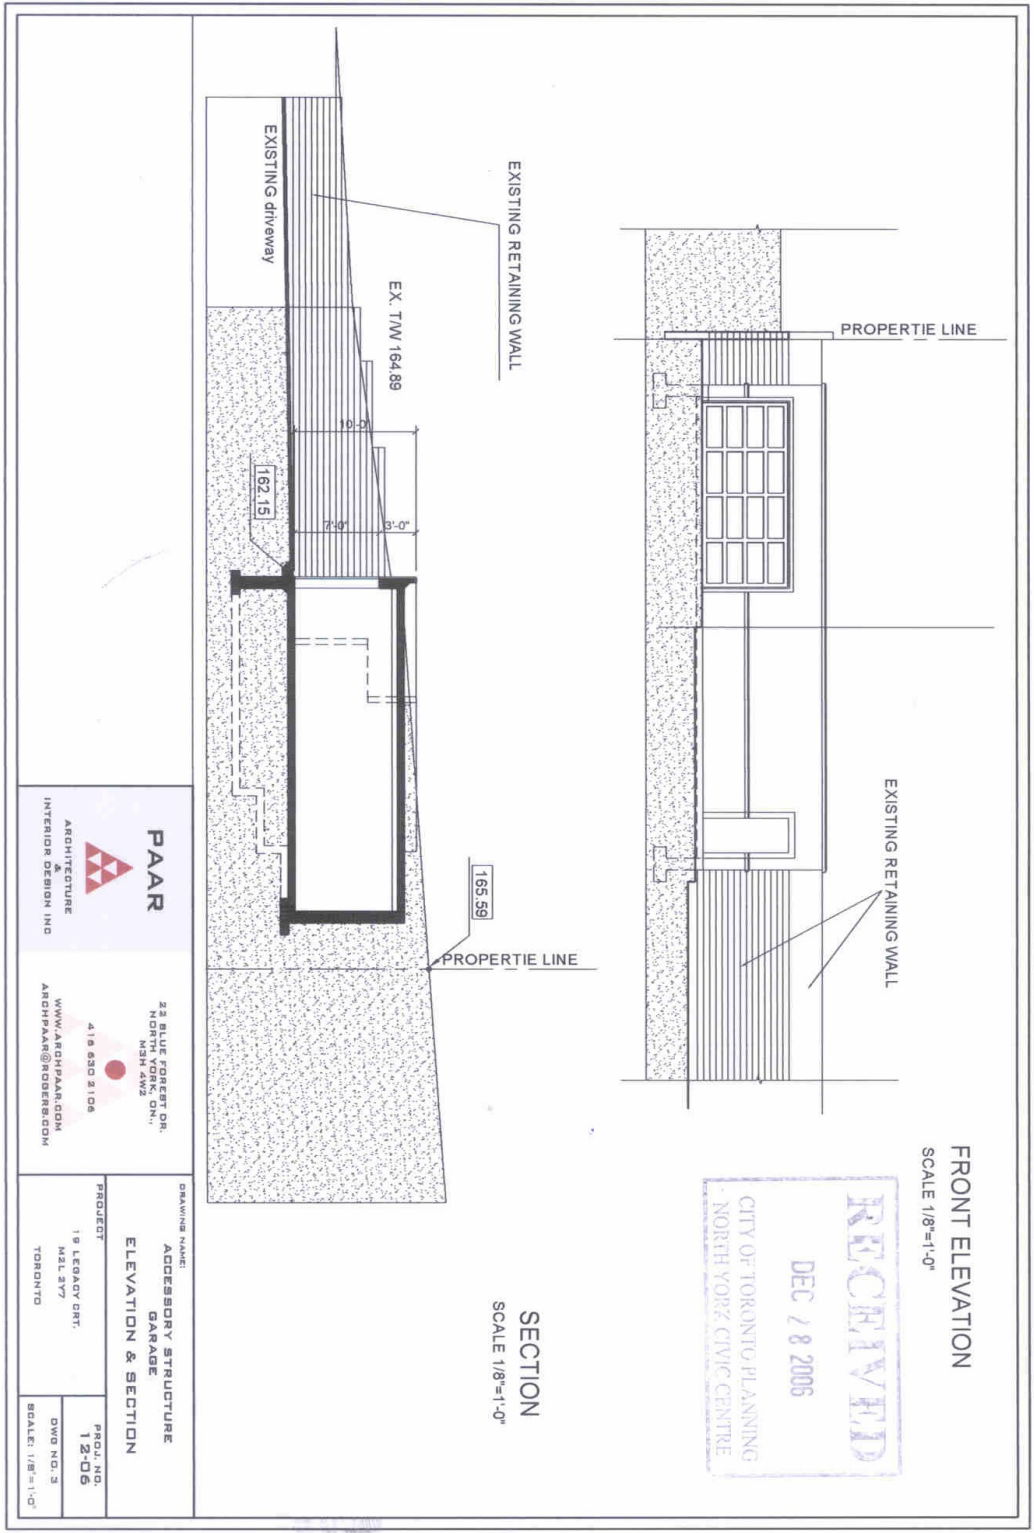 PROPERTIE LINE
EXISTING RETAINING WALL
FRONT ELEVATION
SCALE 1/8"=1'-0"
RECEIVED
DEC 28 2006
CITY OF TORONTO PLANNING
NORTH YORK CIVIC CENTRE
EXISTING RETAINING WALL
EX. T/W 164.89
EXISTING driveway
10'-0"
7'-0"
3'-0"
162.15
165.59
PROPERTIE LINE
SECTION
SCALE 1/8"=1'-0"
PAAR
ARCHITECTURE
&
INTERIOR DESIGN INC
22 BLUE FOREST DR.
NORTH YORK, ON.,
M3H 4W2
416 630 2106
WWW.ARCHPAAR.COM
ARCHPAAR@ROGERS.COM
DRAWING NAME:
ACCESSORY STRUCTURE
GARAGE
ELEVATION & SECTION
PROJECT
19 LEGACY CRT.
M2L 2Y7
TORONTO
PROJ. NO.
12-06
DWG NO. 3
SCALE: 1/8"=1'-0"